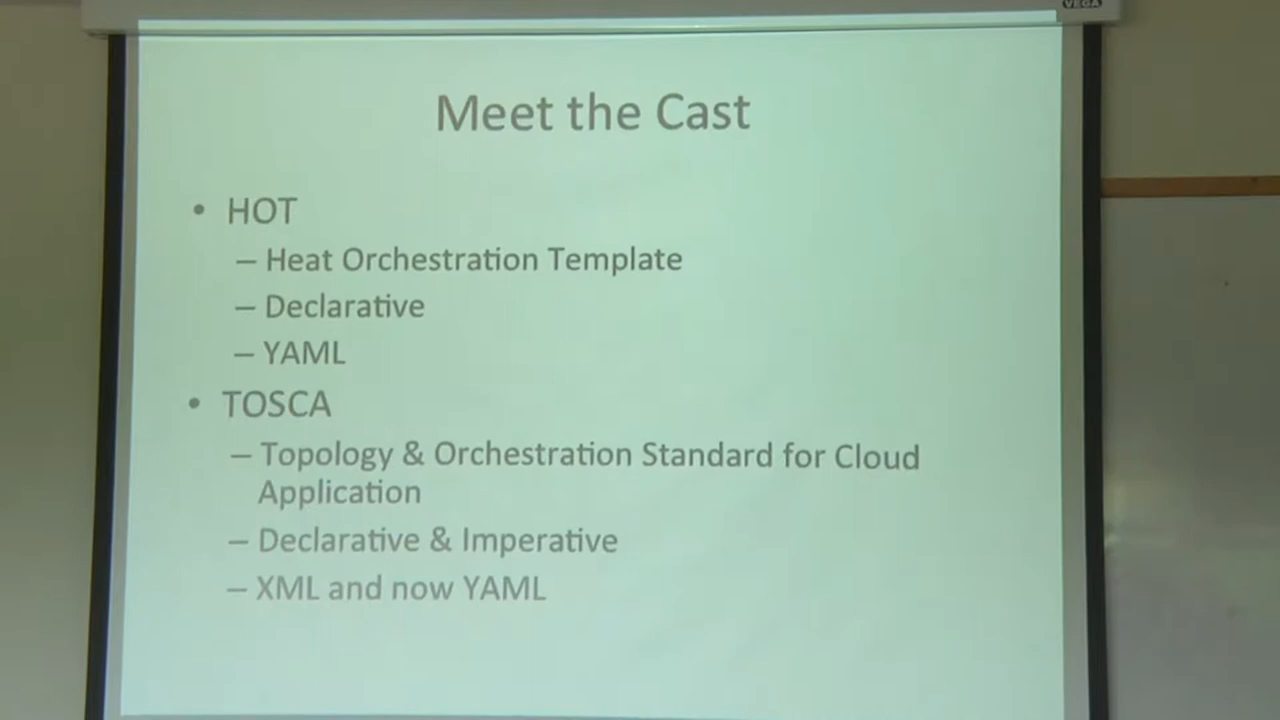 VEGA
Meet the Cast
• HOT
– Heat Orchestration Template
– Declarative
– YAML
• TOSCA
– Topology & Orchestration Standard for Cloud
Application
– Declarative & Imperative
– XML and now YAML